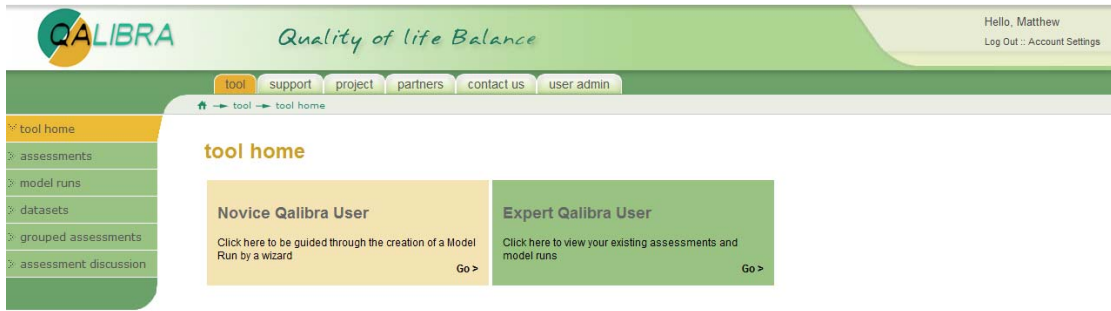 QALIBRA
Quality of life Balance
Hello, Matthew
Log Out :: Account Settings
tool support project partners contact us user admin
tool tool home
tool home
assessments
model runs
datasets
grouped assessments
assessment discussion
tool home
Novice Qalibra User
Click here to be guided through the creation of a Model
Run by a wizard
Go >
Expert Qalibra User
Click here to view your existing assessments and
model runs
Go >